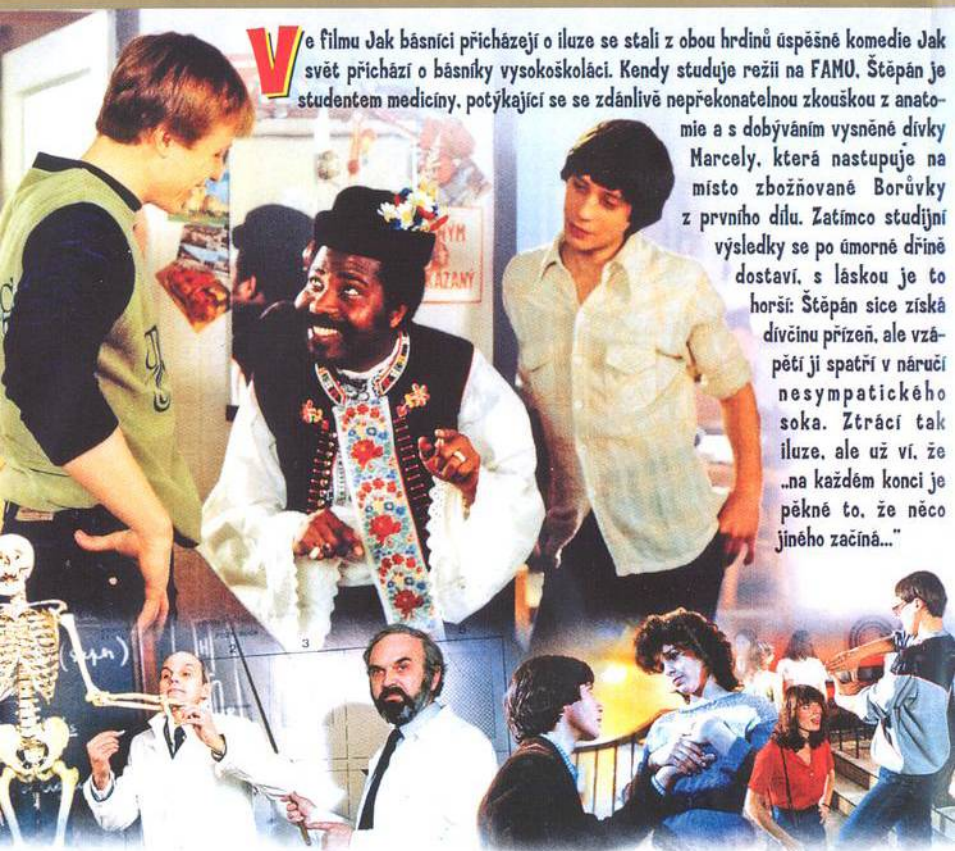 Ve filmu Jak básníci přicházejí o iluze se stali z obou hrdinů úspěšné komedie Jak
svět přichází o básníky vysokoškoláci. Kendy studuje režii na FAMU, Štěpán je
studentem medicíny, potýkající se se zdánlivě nepřekonatelnou zkouškou z anato-
mie a s dobýváním vysněné dívky
Marcely, která nastupuje na
místo zbožňované Borůvky
z prvního dílu. Zatímco studijní
výsledky se po úmorné dřině
dostaví, s láskou je to
horší: Štěpán sice získá
dívčinu přízeň, ale vzá-
pětí ji spatří v náručí
nesympatického
soka. Ztrácí tak
iluze, ale už ví, že
„na každém konci je
pěkné to, že něco
jiného začíná..."
2
3